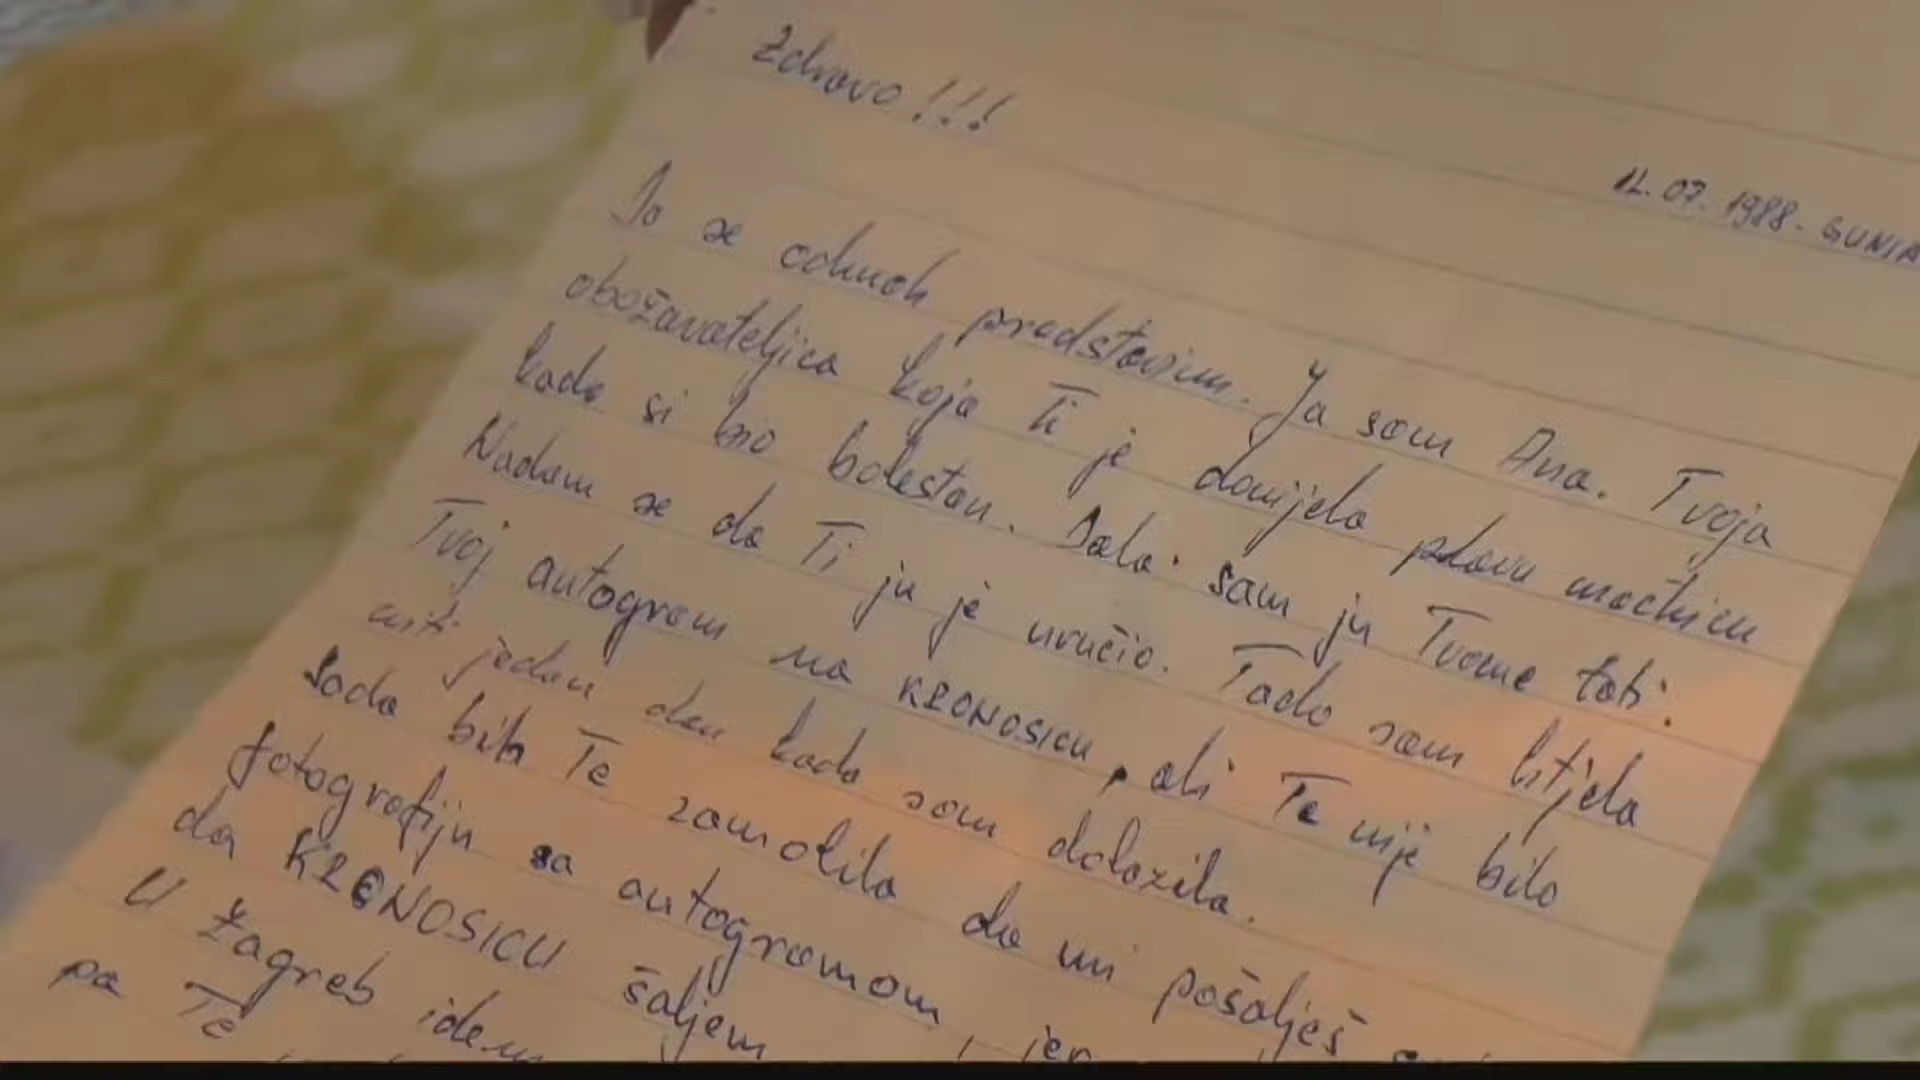 Zdravo!!!
12.07.1988. GUNJA
Da se odmah predstavim. Ja sam Ana. Tvoja
obožavateljica koja Ti je donijela plavu mačkicu
kada si bio bolestan. Dala sam ju Tvome tati.
Nadam se da Ti ju je uručio. Tada sam htjela
Tvoj autogram na KRONOSICU, ali Te nije bilo
niti jedan dan kada sam dolazila.
Sada bih Te zamolila da mi pošalješ
fotografiju sa autogramom, jer
da KRONOSICU šaljem
U Zagreb idem
pa Te